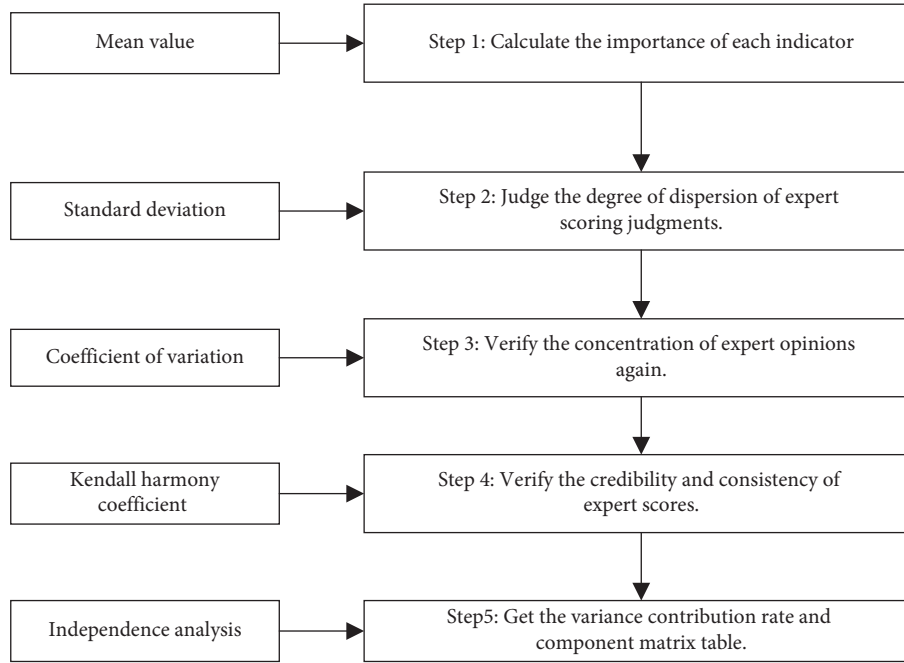 Mean value
Step 1: Calculate the importance of each indicator
Standard deviation
Step 2: Judge the degree of dispersion of expert
scoring judgments.
Coefficient of variation
Step 3: Verify the concentration of expert opinions
again.
Kendall harmony
coefficient
Step 4: Verify the credibility and consistency of
expert scores.
Independence analysis
Step5: Get the variance contribution rate and
component matrix table.